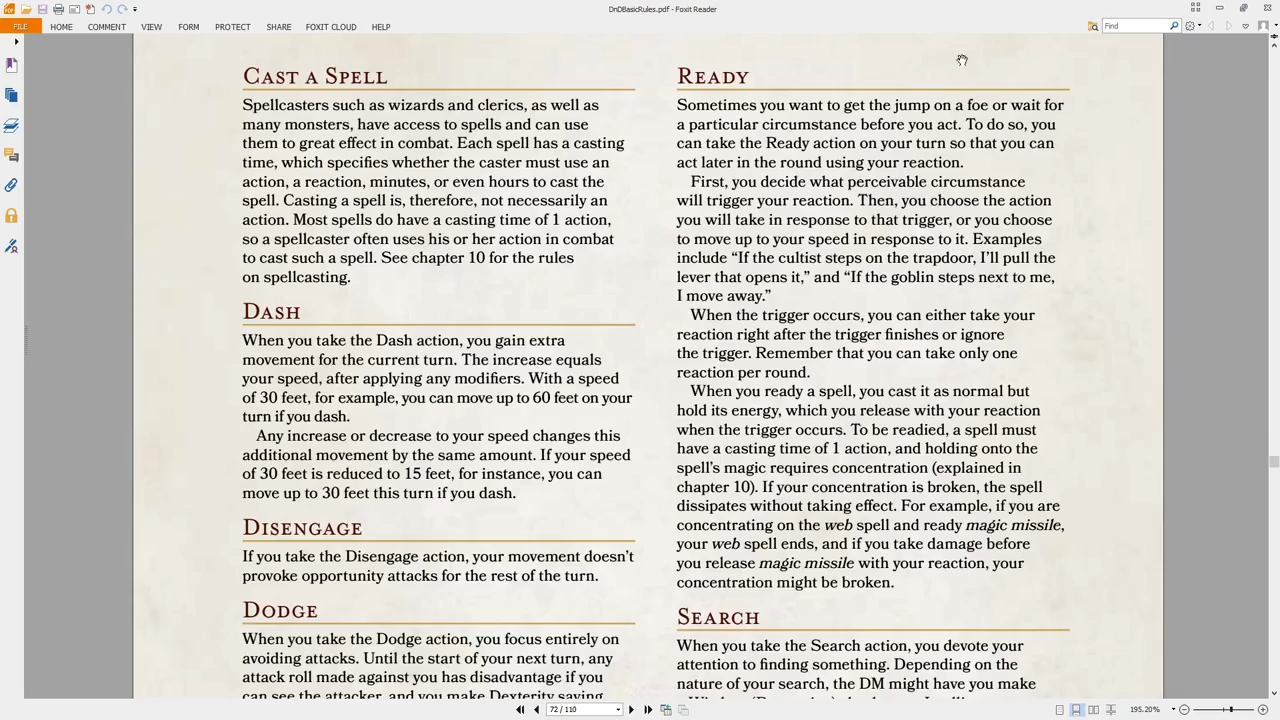 DnDBasicRules.pdf - Foxit Reader
FILE HOME COMMENT VIEW FORM PROTECT SHARE FOXIT CLOUD HELP
Find
CAST A SPELL
Spellcasters such as wizards and clerics, as well as
many monsters, have access to spells and can use
them to great effect in combat. Each spell has a casting
time, which specifies whether the caster must use an
action, a reaction, minutes, or even hours to cast the
spell. Casting a spell is, therefore, not necessarily an
action. Most spells do have a casting time of 1 action,
so a spellcaster often uses his or her action in combat
to cast such a spell. See chapter 10 for the rules
on spellcasting.
DASH
When you take the Dash action, you gain extra
movement for the current turn. The increase equals
your speed, after applying any modifiers. With a speed
of 30 feet, for example, you can move up to 60 feet on your
turn if you dash.
Any increase or decrease to your speed changes this
additional movement by the same amount. If your speed
of 30 feet is reduced to 15 feet, for instance, you can
move up to 30 feet this turn if you dash.
DISENGAGE
If you take the Disengage action, your movement doesn't
provoke opportunity attacks for the rest of the turn.
DODGE
When you take the Dodge action, you focus entirely on
avoiding attacks. Until the start of your next turn, any
attack roll made against you has disadvantage if you
can see the attacker, and you make Dexterity saving
READY
Sometimes you want to get the jump on a foe or wait for
a particular circumstance before you act. To do so, you
can take the Ready action on your turn so that you can
act later in the round using your reaction.
First, you decide what perceivable circumstance
will trigger your reaction. Then, you choose the action
you will take in response to that trigger, or you choose
to move up to your speed in response to it. Examples
include “If the cultist steps on the trapdoor, I'll pull the
lever that opens it,” and “If the goblin steps next to me,
I move away.”
When the trigger occurs, you can either take your
reaction right after the trigger finishes or ignore
the trigger. Remember that you can take only one
reaction per round.
When you ready a spell, you cast it as normal but
hold its energy, which you release with your reaction
when the trigger occurs. To be readied, a spell must
have a casting time of 1 action, and holding onto the
spell's magic requires concentration (explained in
chapter 10). If your concentration is broken, the spell
dissipates without taking effect. For example, if you are
concentrating on the web spell and ready magic missile,
your web spell ends, and if you take damage before
you release magic missile with your reaction, your
concentration might be broken.
SEARCH
When you take the Search action, you devote your
attention to finding something. Depending on the
nature of your search, the DM might have you make
72 / 110
195.20%